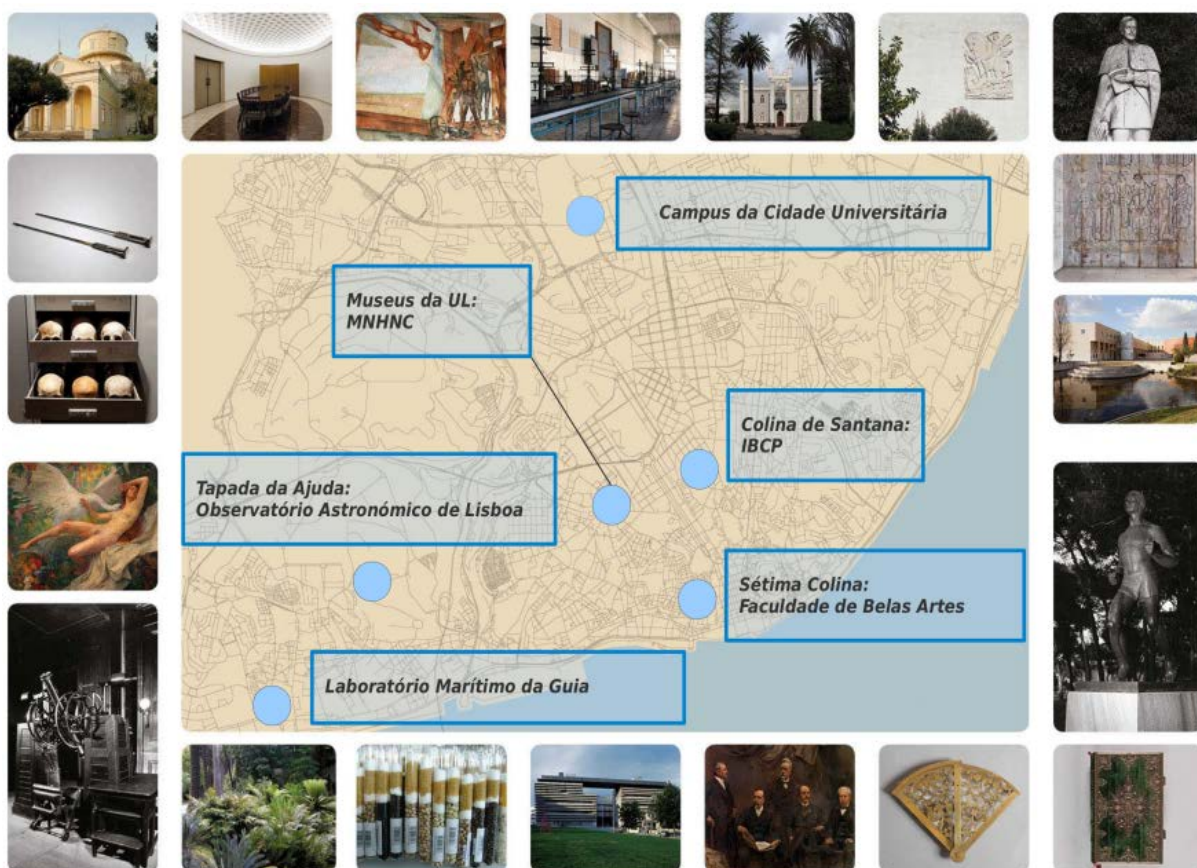 Campus da Cidade Universitária
Museus da UL:
MNHNC
Colina de Santana:
IBCP
Tapada da Ajuda:
Observatório Astronómico de Lisboa
Sétima Colina:
Faculdade de Belas Artes
Laboratório Marítimo da Guia